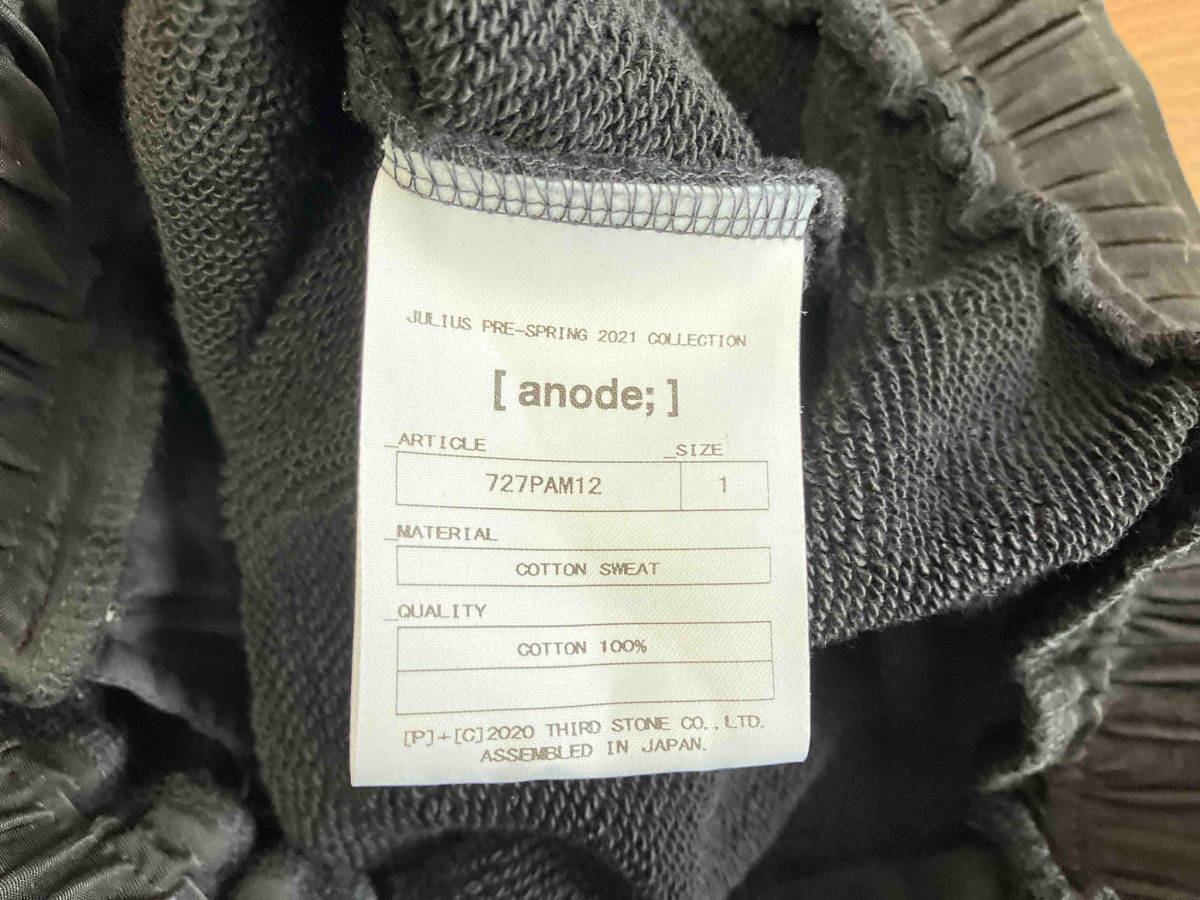 JULIUS PRE-SPRING 2021 COLLECTION
[ anode; ]
_ARTICLE _SIZE
727PAM12 1
_MATERIAL
COTTON SWEAT
_QUALITY
COTTON 100%
[P]+[C]2020 THIRD STONE CO.,LTD.
ASSEMBLED IN JAPAN.